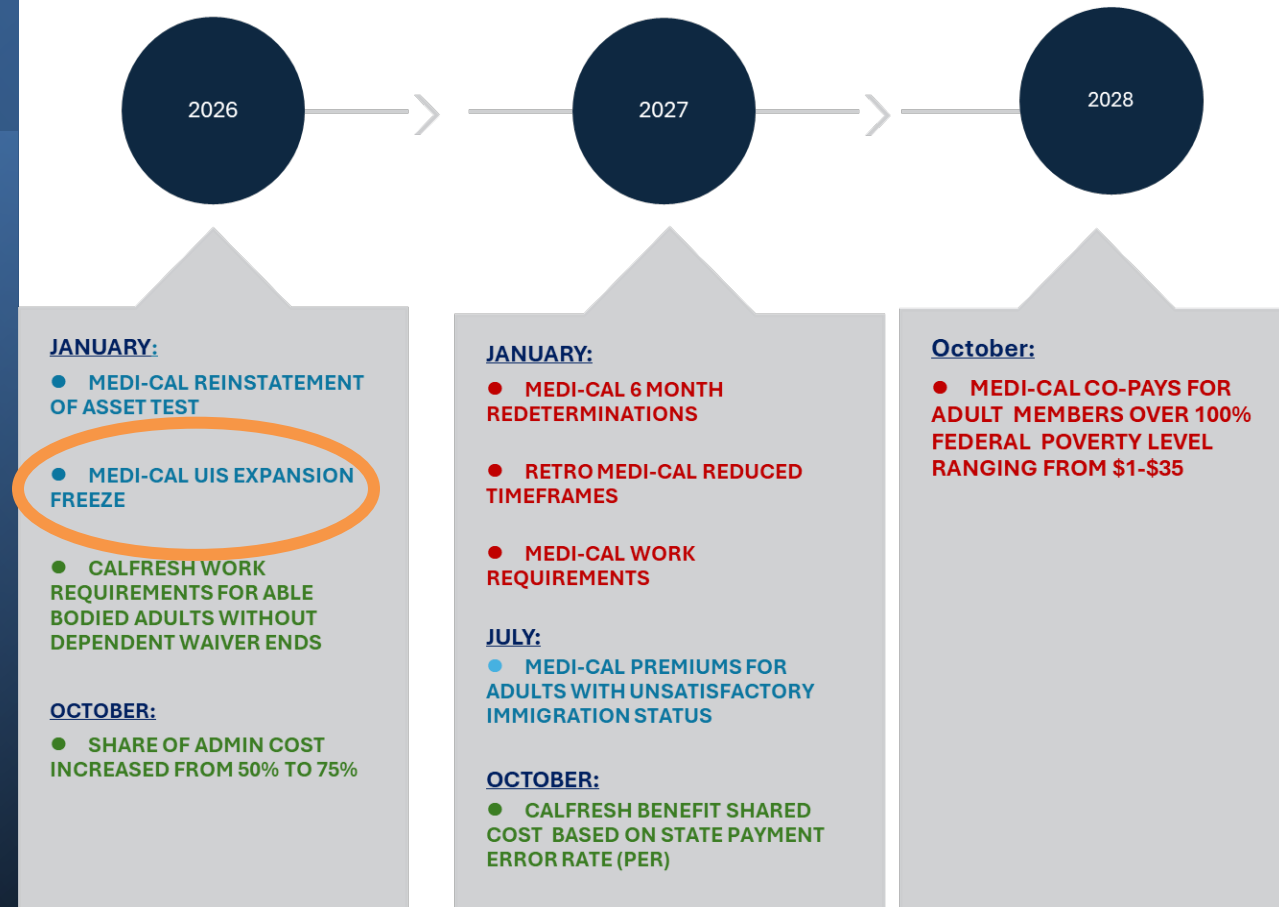 2026
2027
2028
JANUARY:
● MEDI-CAL REINSTATEMENT
OF ASSET TEST
● MEDI-CAL UIS EXPANSION
FREEZE
● CALFRESH WORK
REQUIREMENTS FOR ABLE
BODIED ADULTS WITHOUT
DEPENDENT WAIVER ENDS
OCTOBER:
● SHARE OF ADMIN COST
INCREASED FROM 50% TO 75%
JANUARY:
● MEDI-CAL 6 MONTH
REDETERMINATIONS
● RETRO MEDI-CAL REDUCED
TIMEFRAMES
● MEDI-CAL WORK
REQUIREMENTS
JULY:
● MEDI-CAL PREMIUMS FOR
ADULTS WITH UNSATISFACTORY
IMMIGRATION STATUS
OCTOBER:
● CALFRESH BENEFIT SHARED
COST BASED ON STATE PAYMENT
ERROR RATE (PER)
October:
● MEDI-CAL CO-PAYS FOR
ADULT MEMBERS OVER 100%
FEDERAL POVERTY LEVEL
RANGING FROM $1-$35